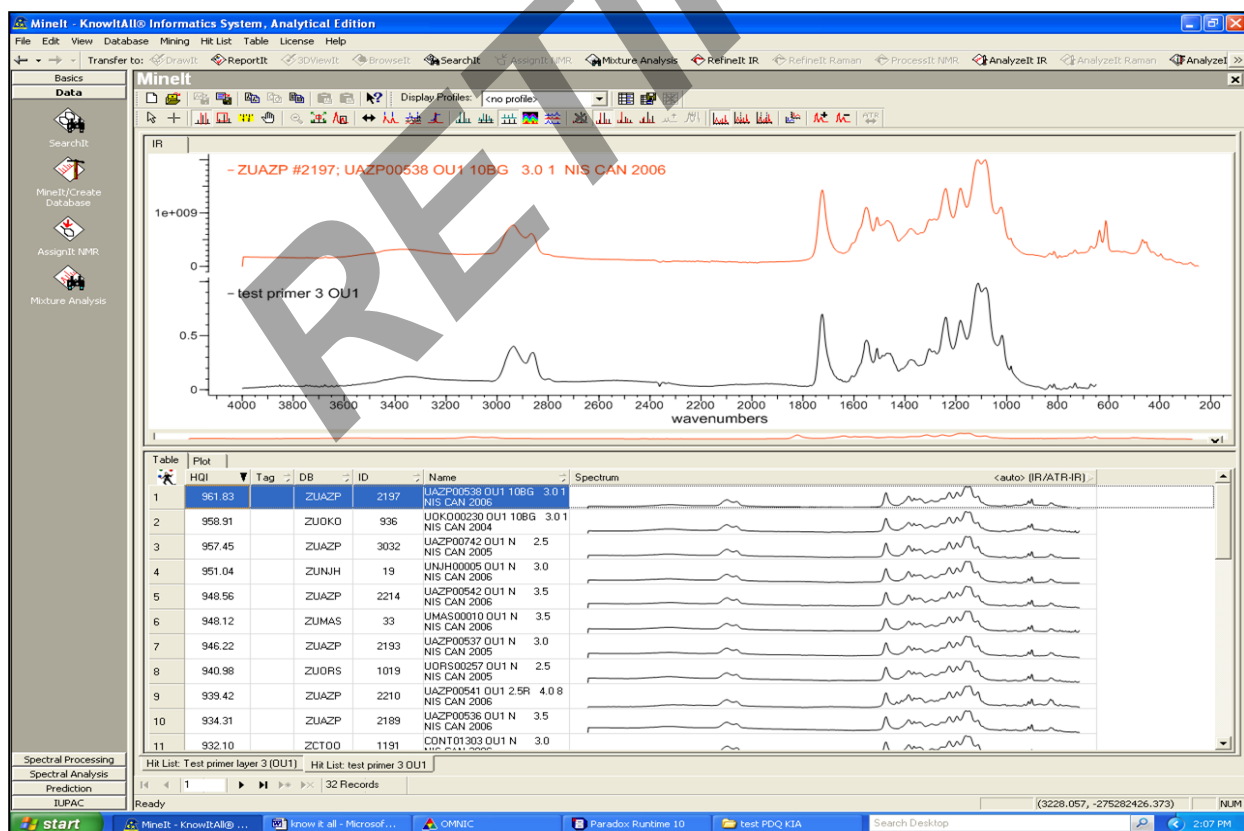 MineIt - KnowItAll® Informatics System, Analytical Edition
File Edit View Database Mining Hit List Table License Help
Transfer to: DrawIt ReportIt 3DViewIt BrowseIt SearchIt AssignIt NMR Mixture Analysis RefineIt IR RefineIt Raman ProcessIt NMR AnalyzeIt IR AnalyzeIt Raman AnalyzeI
Basics
Data
SearchIt
MineIt/Create
Database
AssignIt NMR
Mixture Analysis
Spectral Processing
Spectral Analysis
Prediction
IUPAC
MineIt
Display Profiles: <no profile>
IR
ZUAZP #2197; UAZP00538 OU1 10BG 3.0 1 NIS CAN 2006
1e+009
0
test primer 3 OU1
0.5
0
4000 3800 3600 3400 3200 3000 2800 2600 2400 2200 2000 1800 1600 1400 1200 1000 800 600 400 200
wavenumbers
Table Plot
HQI Tag DB ID Name Spectrum <auto> (IR/ATR-IR)
1 961.83 ZUAZP 2197 UAZP00538 OU1 10BG 3.0 1
NIS CAN 2006
2 958.91 ZUOKO 936 UOKO00230 OU1 10BG 3.0 1
NIS CAN 2004
3 957.45 ZUAZP 3032 UAZP00742 OU1 N 2.5
NIS CAN 2005
4 951.04 ZUNJH 19 UNJH00005 OU1 N 3.0
NIS CAN 2006
5 948.56 ZUAZP 2214 UAZP00542 OU1 N 3.5
NIS CAN 2006
6 948.12 ZUMAS 33 UMAS00010 OU1 N 3.5
NIS CAN 2006
7 946.22 ZUAZP 2193 UAZP00537 OU1 N 3.0
NIS CAN 2005
8 940.98 ZUORS 1019 UORS00257 OU1 N 2.5
NIS CAN 2005
9 939.42 ZUAZP 2210 UAZP00541 OU1 2.5R 4.0 8
NIS CAN 2006
10 934.31 ZUAZP 2189 UAZP00536 OU1 N 3.5
NIS CAN 2006
11 932.10 ZCTOO 1191 CONT01303 OU1 N 3.0
Hit List: Test primer layer 3 (OU1) Hit List: test primer 3 OU1
1 32 Records
Ready (3228.057, -275282426.373) NUM
start MineIt - KnowItAll® ... know it all - Microsof... OMNIC Paradox Runtime 10 test PDQ KIA Search Desktop 2:07 PM